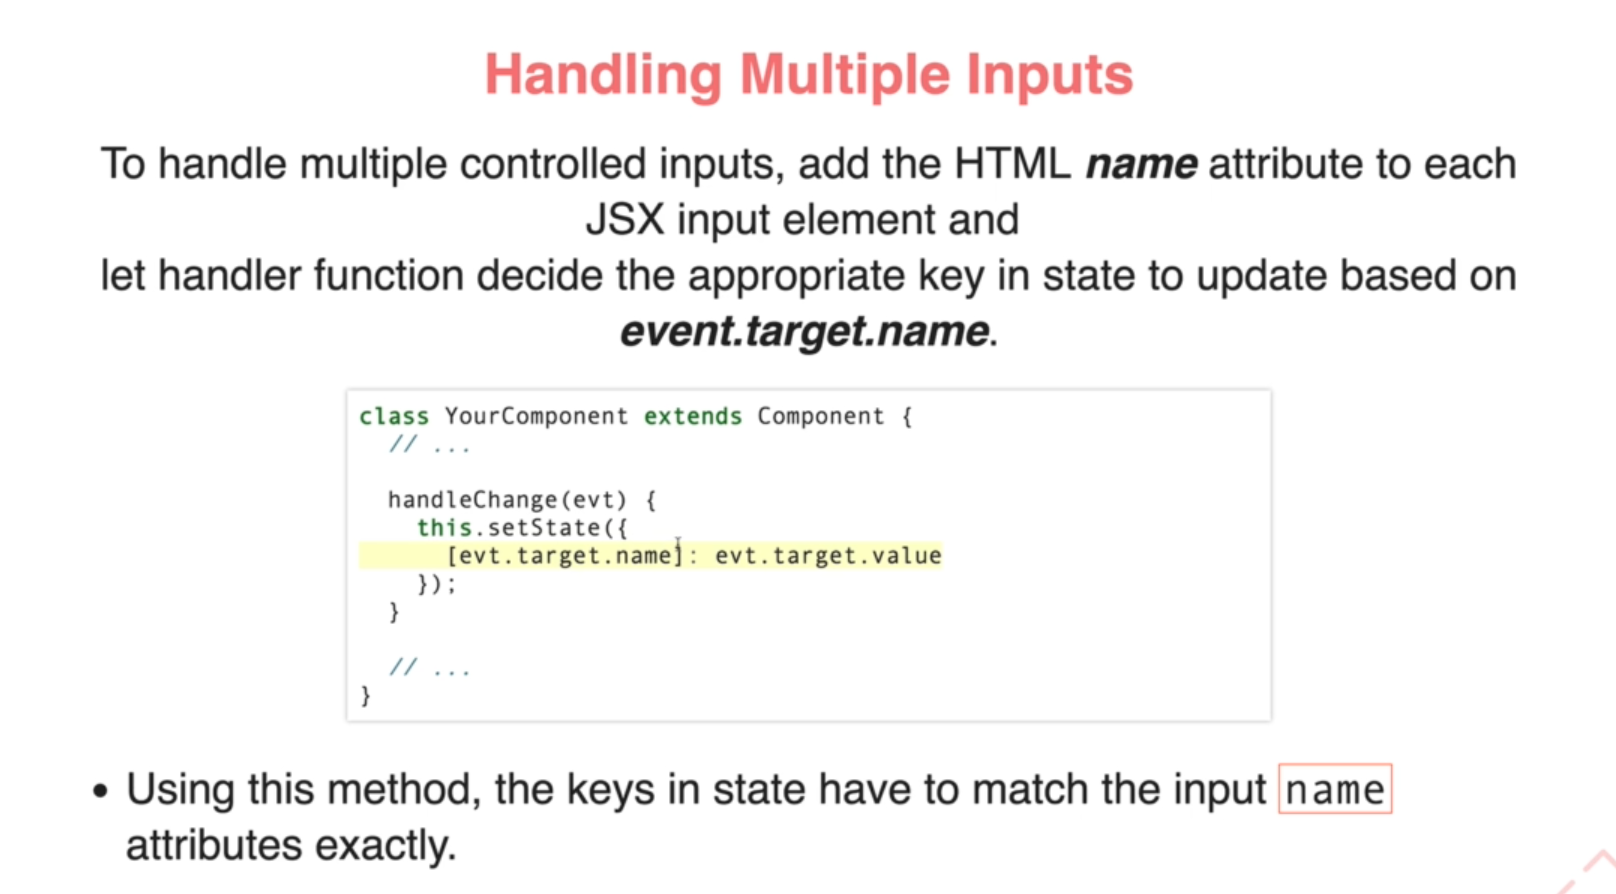 Handling Multiple Inputs
To handle multiple controlled inputs, add the HTML name attribute to each
JSX input element and
let handler function decide the appropriate key in state to update based on
event.target.name.
class YourComponent extends Component {
  // ...
  handleChange(evt) {
    this.setState({
      [evt.target.name]: evt.target.value
    });
  }
  // ...
}
• Using this method, the keys in state have to match the input name
attributes exactly.